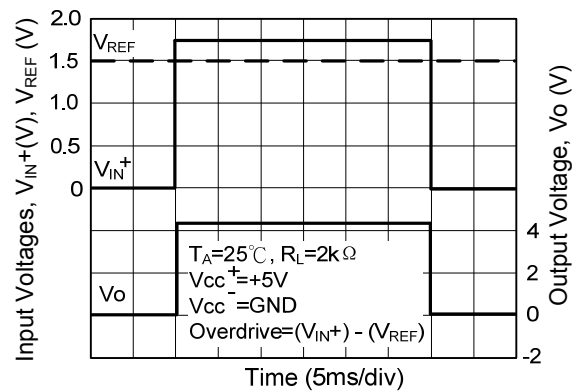 Input Voltages, VIN+(V), VREF (V)
2.0
1.5
1.0
0.5
0
VREF
VIN+
Vo
TA=25℃, RL=2kΩ
Vcc+=+5V
Vcc-=GND
Overdrive=(VIN+) - (VREF)
4
2
0
-2
Output Voltage, Vo (V)
Time (5ms/div)